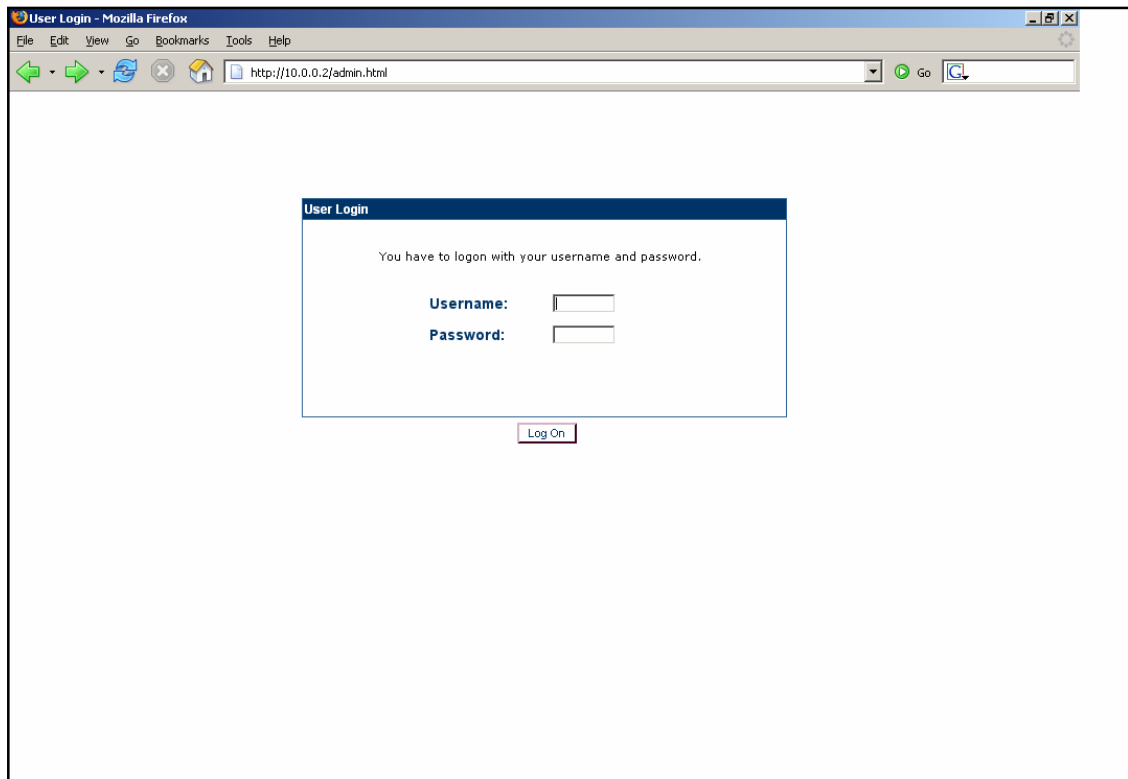 User Login - Mozilla Firefox
File Edit View Go Bookmarks Tools Help
http://10.0.0.2/admin.html Go G
User Login
You have to logon with your username and password.
Username:
Password:
Log On